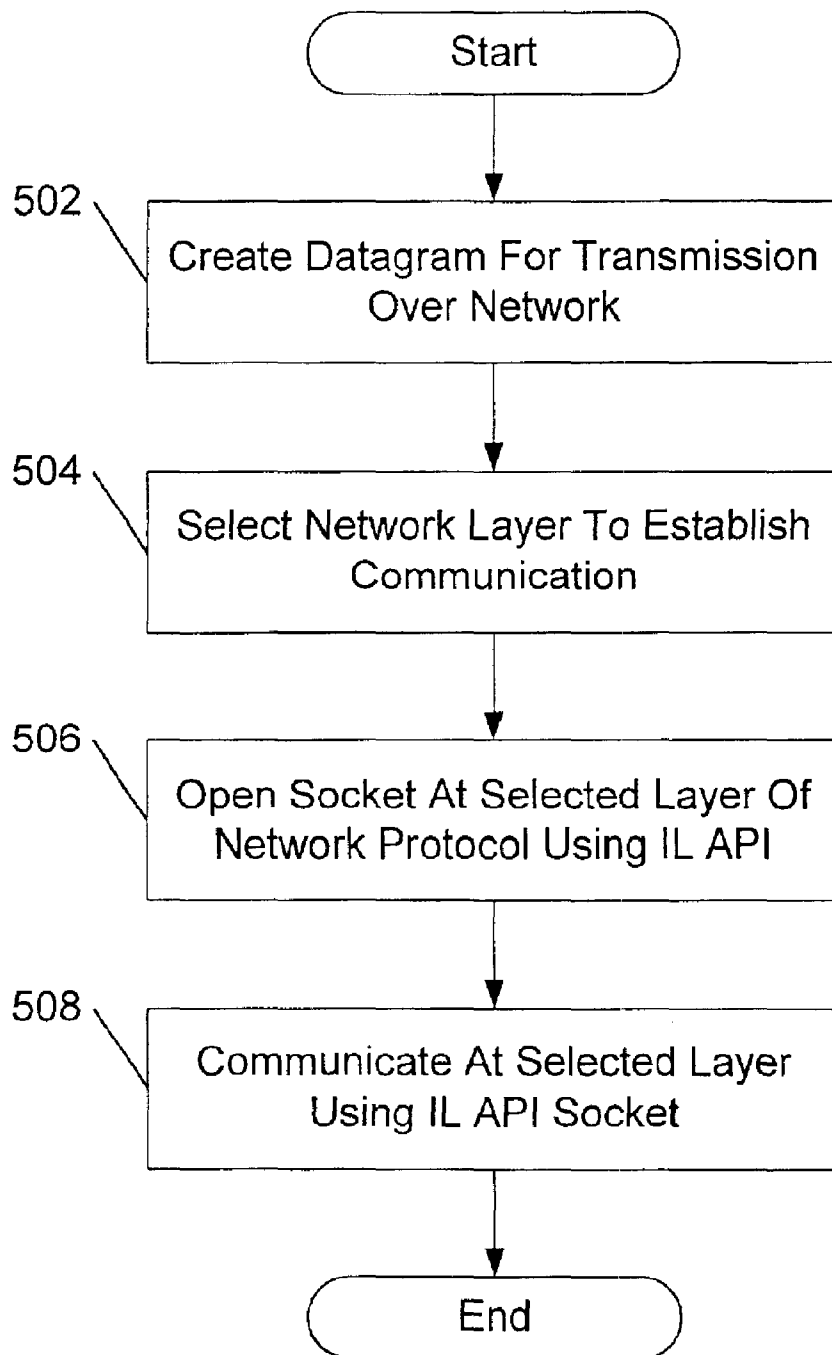 Start
502
Create Datagram For Transmission
Over Network
504
Select Network Layer To Establish
Communication
506
Open Socket At Selected Layer Of
Network Protocol Using IL API
508
Communicate At Selected Layer
Using IL API Socket
End